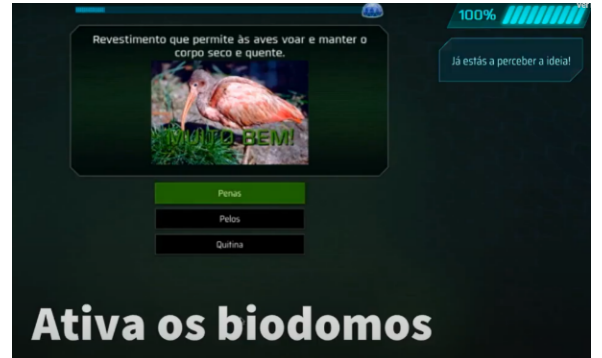 100%
Ver
Revestimento que permite às aves voar e manter o
corpo seco e quente.
Já estás a perceber a ideia!
MUITO BEM!
Penas
Pelos
Quitina
Ativa os biodomos